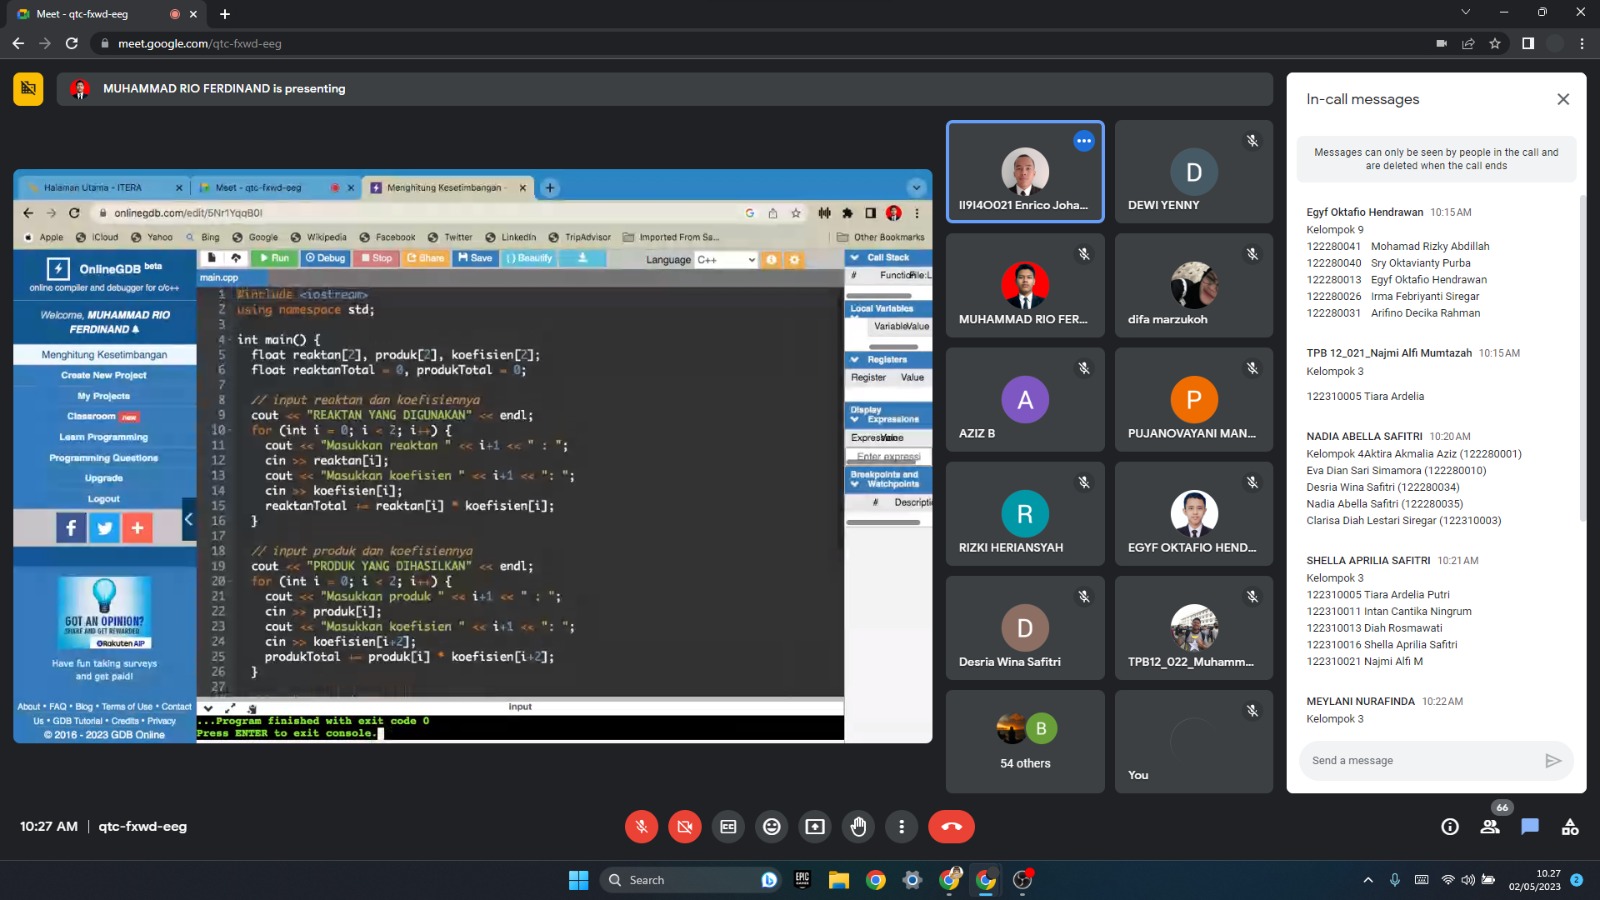 Meet - qtc-fxwd-eeg
meet.google.com/qtc-fxwd-eeg
MUHAMMAD RIO FERDINAND is presenting
Halaman Utama - ITERA
Meet - qtc-fxwd-eeg
Menghitung Kesetimbangan -
onlinegdb.com/edit/5Nr1YqqB0l
Apple
iCloud
Yahoo
Bing
Google
Wikipedia
Facebook
Twitter
LinkedIn
TripAdvisor
Imported From Sa...
Other Bookmarks
OnlineGDB beta
online compiler and debugger for c/c++
Welcome, MUHAMMAD RIO
FERDINAND
Menghitung Kesetimbangan
Create New Project
My Projects
Classroom new
Learn Programming
Programming Questions
Upgrade
Logout
GOT AN OPINION?
SHARE AND GET REWARDED.
Rakuten AIP
Have fun taking surveys
and get paid!
About • FAQ • Blog • Terms of Use • Contact
Us • GDB Tutorial • Credits • Privacy
© 2016 - 2023 GDB Online
Run
Debug
Stop
Share
Save
{} Beautify
Language C++
main.cpp
1 #include <iostream>
2 using namespace std;
3
4 int main() {
5 float reaktan[2], produk[2], koefisien[2];
6 float reaktanTotal = 0, produkTotal = 0;
7
8 // input reaktan dan koefisiennya
9 cout << "REAKTAN YANG DIGUNAKAN" << endl;
10 for (int i = 0; i < 2; i++) {
11 cout << "Masukkan reaktan " << i+1 << " : ";
12 cin >> reaktan[i];
13 cout << "Masukkan koefisien " << i+1 << ": ";
14 cin >> koefisien[i];
15 reaktanTotal += reaktan[i] * koefisien[i];
16 }
17
18 // input produk dan koefisiennya
19 cout << "PRODUK YANG DIHASILKAN" << endl;
20 for (int i = 0; i < 2; i++) {
21 cout << "Masukkan produk " << i+1 << " : ";
22 cin >> produk[i];
23 cout << "Masukkan koefisien " << i+1 << ": ";
24 cin >> koefisien[i+2];
25 produkTotal += produk[i] * koefisien[i+2];
26 }
27
input
...Program finished with exit code 0
Press ENTER to exit console.
Call Stack
# Function File:L
Local Variables
Variable Value
Registers
Register Value
Display
Expressions
Expression Value
Enter expressi
Breakpoints and
Watchpoints
# Descripti
II9I4O021 Enrico Joha...
D
DEWI YENNY
MUHAMMAD RIO FER...
difa marzukoh
A
AZIZ B
P
PUJANOVAYANI MAN...
R
RIZKI HERIANSYAH
EGYF OKTAFIO HEND...
D
Desria Wina Safitri
TPB12_022_Muhamm...
B
54 others
You
In-call messages
Messages can only be seen by people in the call and
are deleted when the call ends
Egyf Oktafio Hendrawan 10:15 AM
Kelompok 9
122280041 Mohamad Rizky Abdillah
122280040 Sry Oktavianty Purba
122280013 Egyf Oktafio Hendrawan
122280026 Irma Febriyanti Siregar
122280031 Arifino Decika Rahman
TPB 12_021_Najmi Alfi Mumtazah 10:15 AM
Kelompok 3
122310005 Tiara Ardelia
NADIA ABELLA SAFITRI 10:20 AM
Kelompok 4Aktira Akmalia Aziz (122280001)
Eva Dian Sari Simamora (122280010)
Desria Wina Safitri (122280034)
Nadia Abella Safitri (122280035)
Clarisa Diah Lestari Siregar (122310003)
SHELLA APRILIA SAFITRI 10:21 AM
Kelompok 3
122310005 Tiara Ardelia Putri
122310011 Intan Cantika Ningrum
122310013 Diah Rosmawati
122310016 Shella Aprilia Safitri
122310021 Najmi Alfi M
MEYLANI NURAFINDA 10:22 AM
Kelompok 3
Send a message
10:27 AM | qtc-fxwd-eeg
66
Search
EPIC
10.27
02/05/2023
2